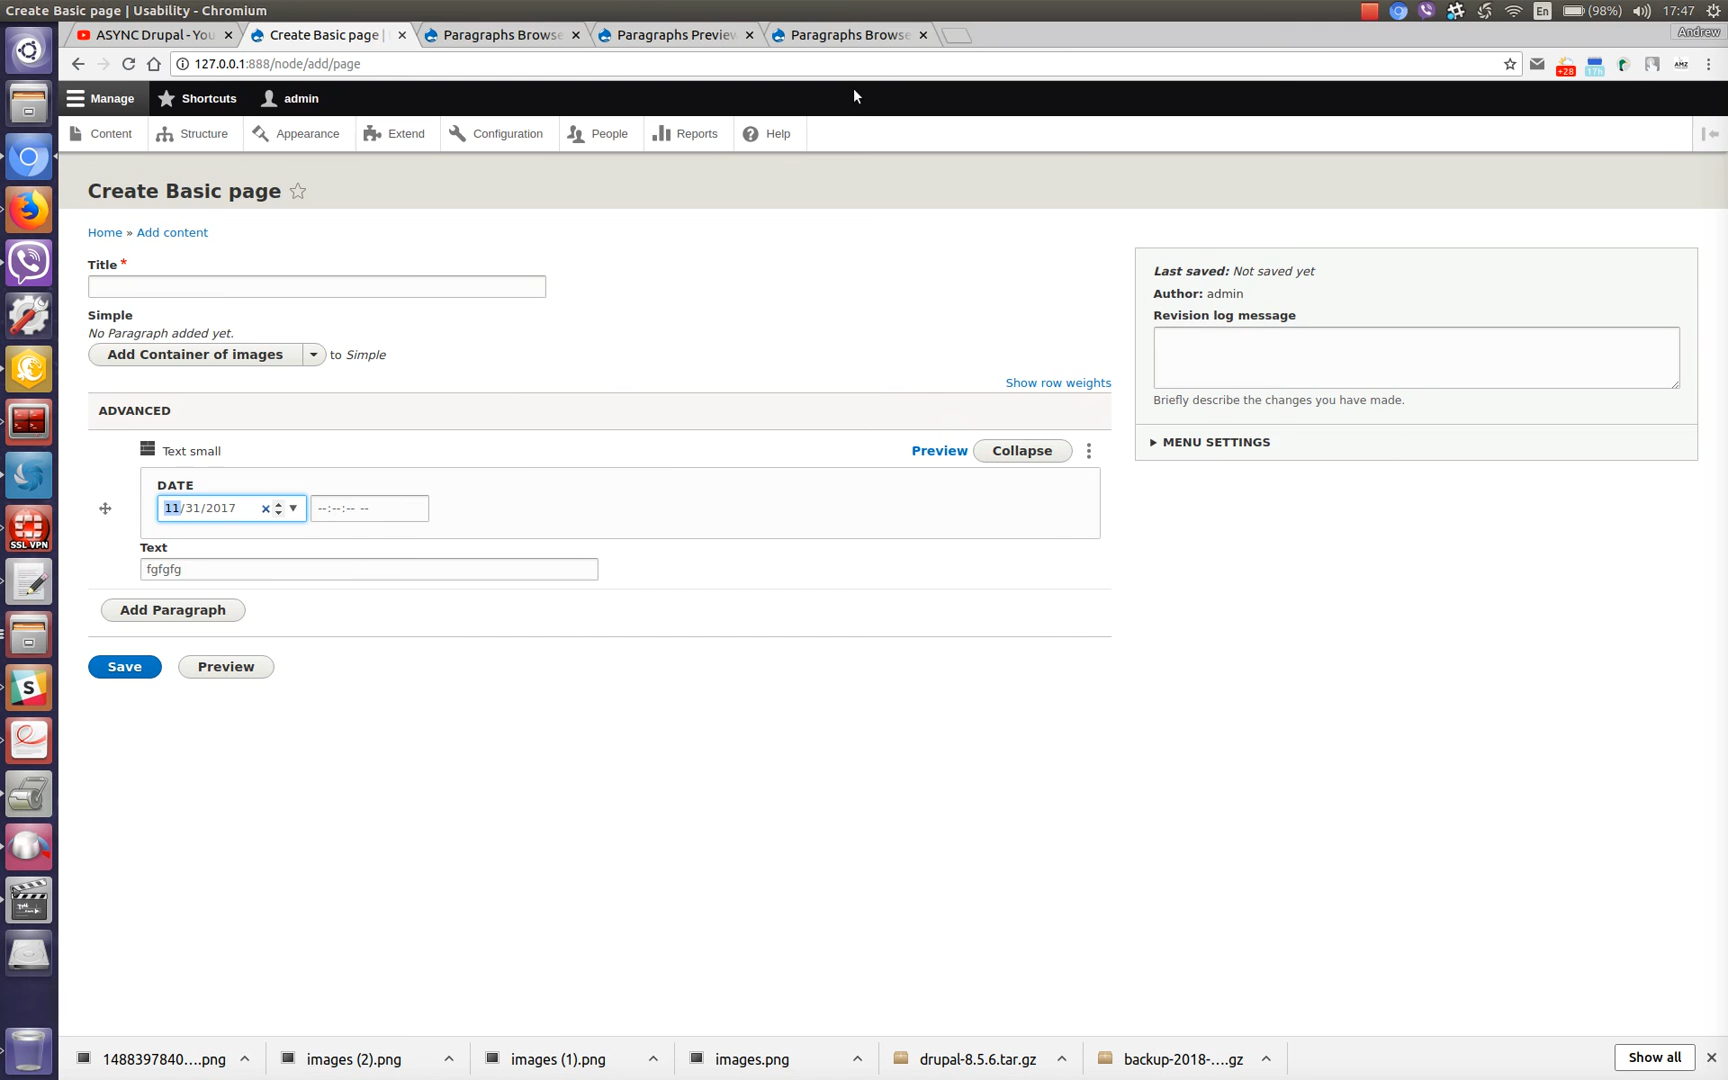 Create Basic page | Usability - Chromium
En (98%) 17:47
ASYNC Drupal - You
Create Basic page |
Paragraphs Browse
Paragraphs Preview
Paragraphs Browse
Andrew
127.0.0.1:888/node/add/page
+28
17h
AMZ
Manage
Shortcuts
admin
Content
Structure
Appearance
Extend
Configuration
People
Reports
Help
Create Basic page
Home » Add content
Title *
Simple
No Paragraph added yet.
Add Container of images to Simple
Show row weights
ADVANCED
Text small
Preview
Collapse
DATE
11/31/2017
--:--:-- --
Text
fgfgfg
Add Paragraph
Save
Preview
Last saved: Not saved yet
Author: admin
Revision log message
Briefly describe the changes you have made.
MENU SETTINGS
SSL VPN
S
1488397840....png
images (2).png
images (1).png
images.png
drupal-8.5.6.tar.gz
backup-2018-....gz
Show all